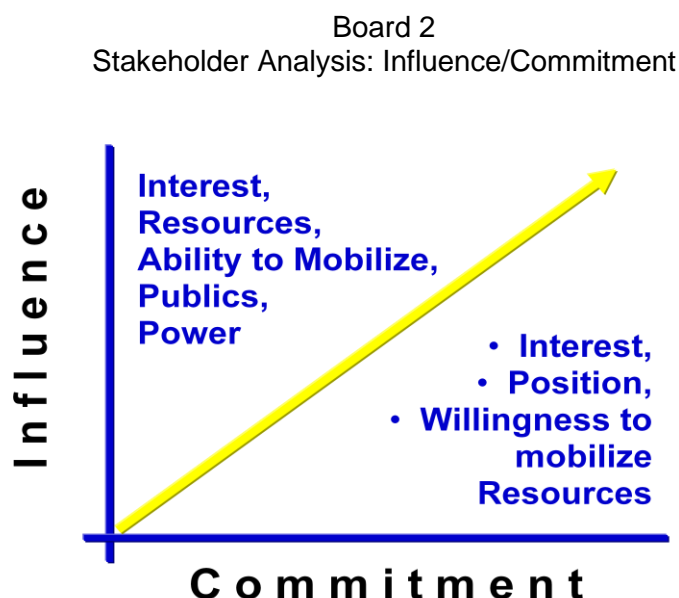 Board 2
Stakeholder Analysis: Influence/Commitment
Influence
Interest,
Resources,
Ability to Mobilize,
Publics,
Power
• Interest,
• Position,
• Willingness to
mobilize
Resources
Commitment